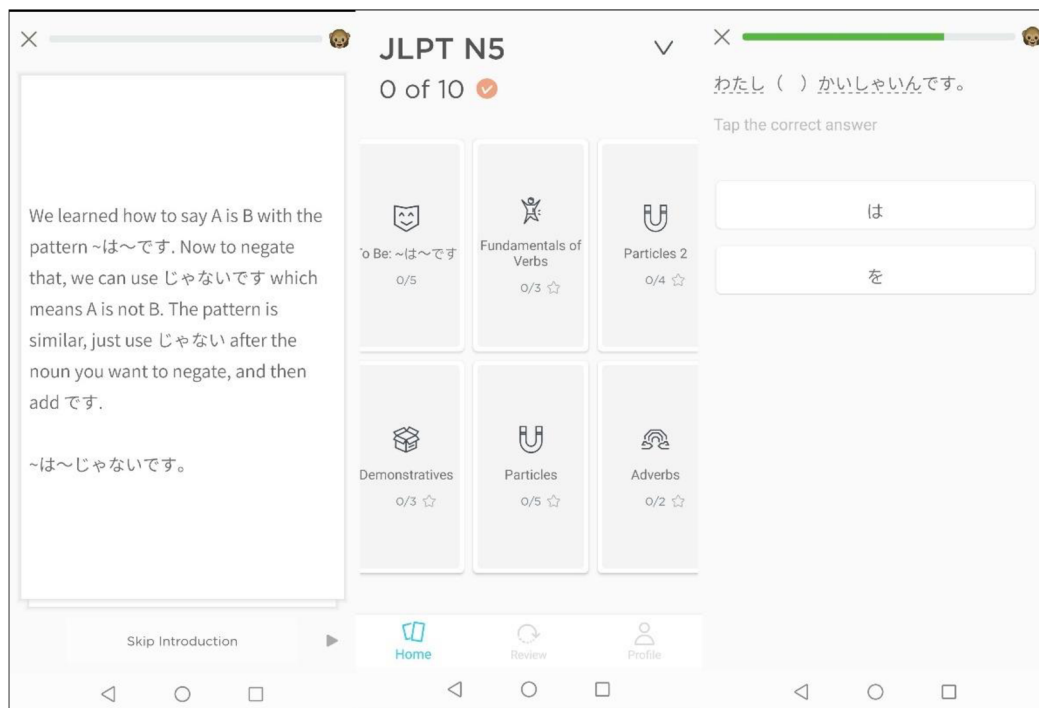 We learned how to say A is B with the
pattern ~は〜です. Now to negate
that, we can use じゃないです which
means A is not B. The pattern is
similar, just use じゃない after the
noun you want to negate, and then
add です.
~は〜じゃないです。
Skip Introduction
JLPT N5
0 of 10
o Be: ~は〜です
0/5
Fundamentals of
Verbs
0/3
Particles 2
0/4
Demonstratives
0/3
Particles
0/5
Adverbs
0/2
Home
Review
Profile
わたし（ ）かいしゃいんです。
Tap the correct answer
は
を